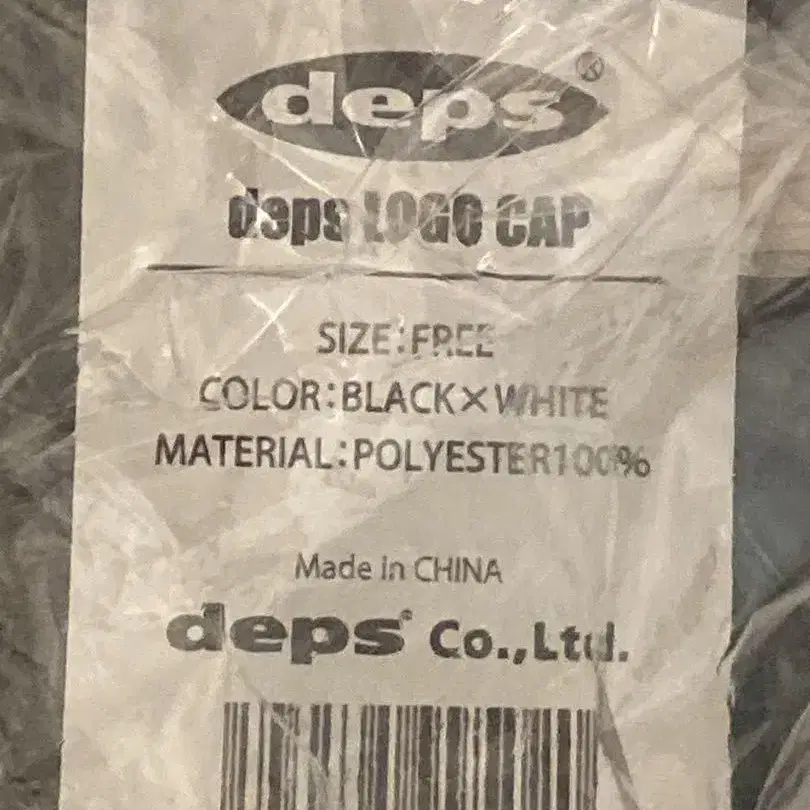 deps®
deps LOGO CAP
SIZE:FREE
COLOR:BLACK×WHITE
MATERIAL:POLYESTER100%
Made in CHINA
deps® Co.,Ltd.